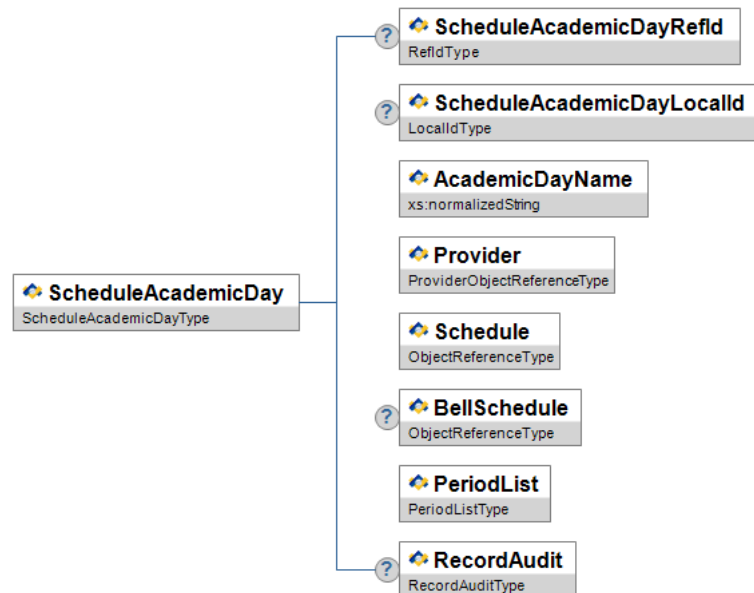 ScheduleAcademicDayRefId
RefIdType
ScheduleAcademicDayLocalId
LocalIdType
AcademicDayName
xs:normalizedString
Provider
ProviderObjectReferenceType
ScheduleAcademicDay
ScheduleAcademicDayType
Schedule
ObjectReferenceType
BellSchedule
ObjectReferenceType
PeriodList
PeriodListType
RecordAudit
RecordAuditType
?
?
?
?